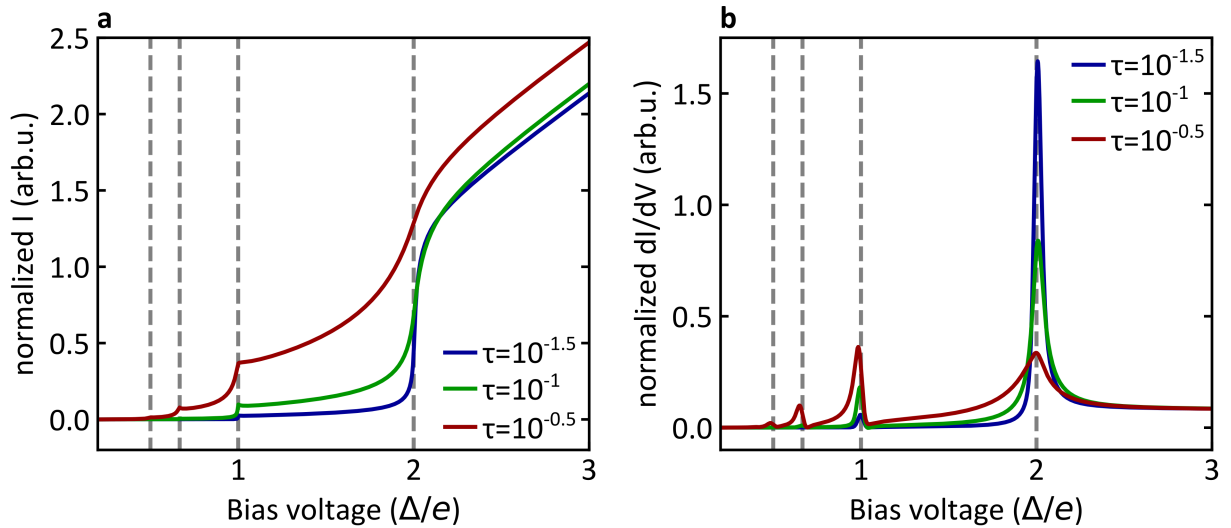 a
normalized I (arb.u.)
2.5
2.0
1.5
1.0
0.5
0.0
τ=10^-1.5
τ=10^-1
τ=10^-0.5
1 2 3
Bias voltage (Δ/e)
b
normalized dI/dV (arb.u.)
1.5
1.0
0.5
0.0
τ=10^-1.5
τ=10^-1
τ=10^-0.5
1 2 3
Bias voltage (Δ/e)